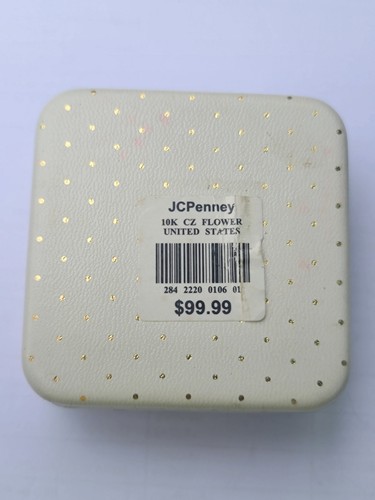 JCPenney
10K CZ FLOWER
UNITED STATES
284 2220 0106 01
$99.99